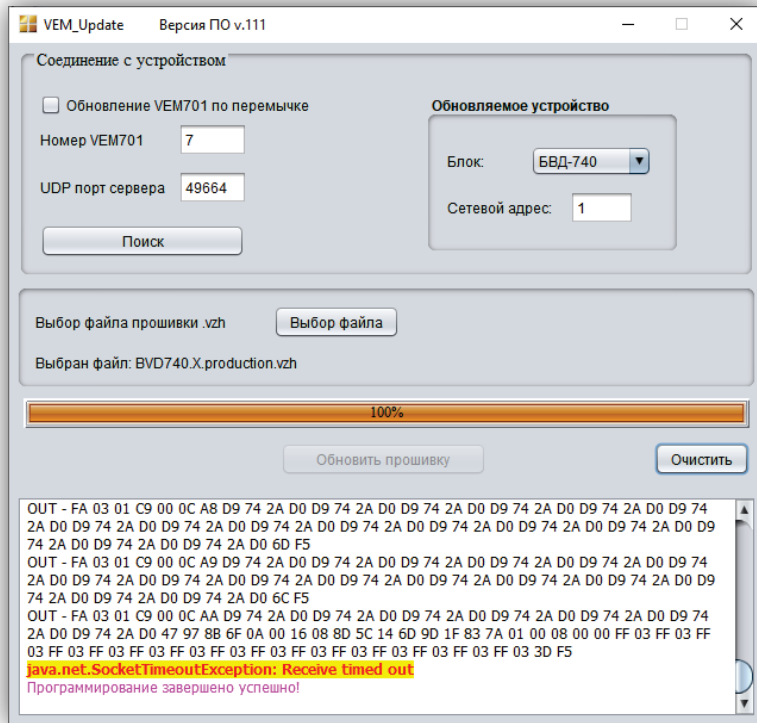 VEM_Update Версия ПО v.111
Соединение с устройством
Обновление VEM701 по перемычке
Обновляемое устройство
Номер VEM701 7
Блок: БВД-740
UDP порт сервера 49664
Сетевой адрес: 1
Поиск
Выбор файла прошивки .vzh Выбор файла
Выбран файл: BVD740.X.production.vzh
100%
Обновить прошивку Очистить
OUT - FA 03 01 C9 00 0C A8 D9 74 2A D0 D9 74 2A D0 D9 74 2A D0 D9 74 2A D0 D9 74 2A D0 D9 74
2A D0 D9 74 2A D0 D9 74 2A D0 D9 74 2A D0 D9 74 2A D0 D9 74 2A D0 D9 74 2A D0 D9 74 2A D0 D9
74 2A D0 D9 74 2A D0 D9 74 2A D0 6D F5
OUT - FA 03 01 C9 00 0C A9 D9 74 2A D0 D9 74 2A D0 D9 74 2A D0 D9 74 2A D0 D9 74 2A D0 D9 74
2A D0 D9 74 2A D0 D9 74 2A D0 D9 74 2A D0 D9 74 2A D0 D9 74 2A D0 D9 74 2A D0 D9 74 2A D0 D9
74 2A D0 D9 74 2A D0 D9 74 2A D0 6C F5
OUT - FA 03 01 C9 00 0C AA D9 74 2A D0 D9 74 2A D0 D9 74 2A D0 D9 74 2A D0 D9 74 2A D0 D9 74
2A D0 D9 74 2A D0 47 97 8B 6F 0A 00 16 08 8D 5C 14 6D 9D 1F 83 7A 01 00 08 00 00 FF 03 FF 03 FF
03 FF 03 FF 03 FF 03 FF 03 FF 03 FF 03 FF 03 FF 03 FF 03 FF 03 FF 03 FF 03 3D F5
java.net.SocketTimeoutException: Receive timed out
Программирование завершено успешно!